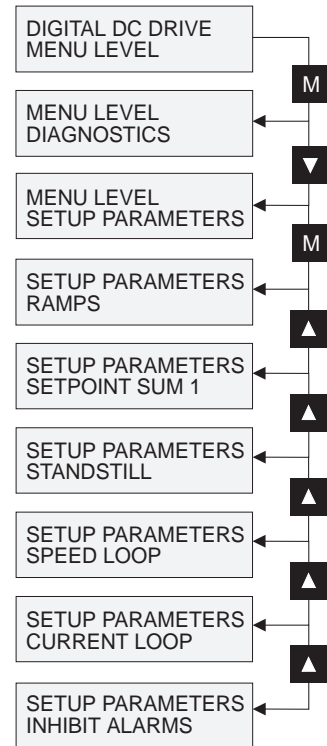 DIGITAL DC DRIVE
MENU LEVEL
M
MENU LEVEL
DIAGNOSTICS
MENU LEVEL
SETUP PARAMETERS
M
SETUP PARAMETERS
RAMPS
SETUP PARAMETERS
SETPOINT SUM 1
SETUP PARAMETERS
STANDSTILL
SETUP PARAMETERS
SPEED LOOP
SETUP PARAMETERS
CURRENT LOOP
SETUP PARAMETERS
INHIBIT ALARMS